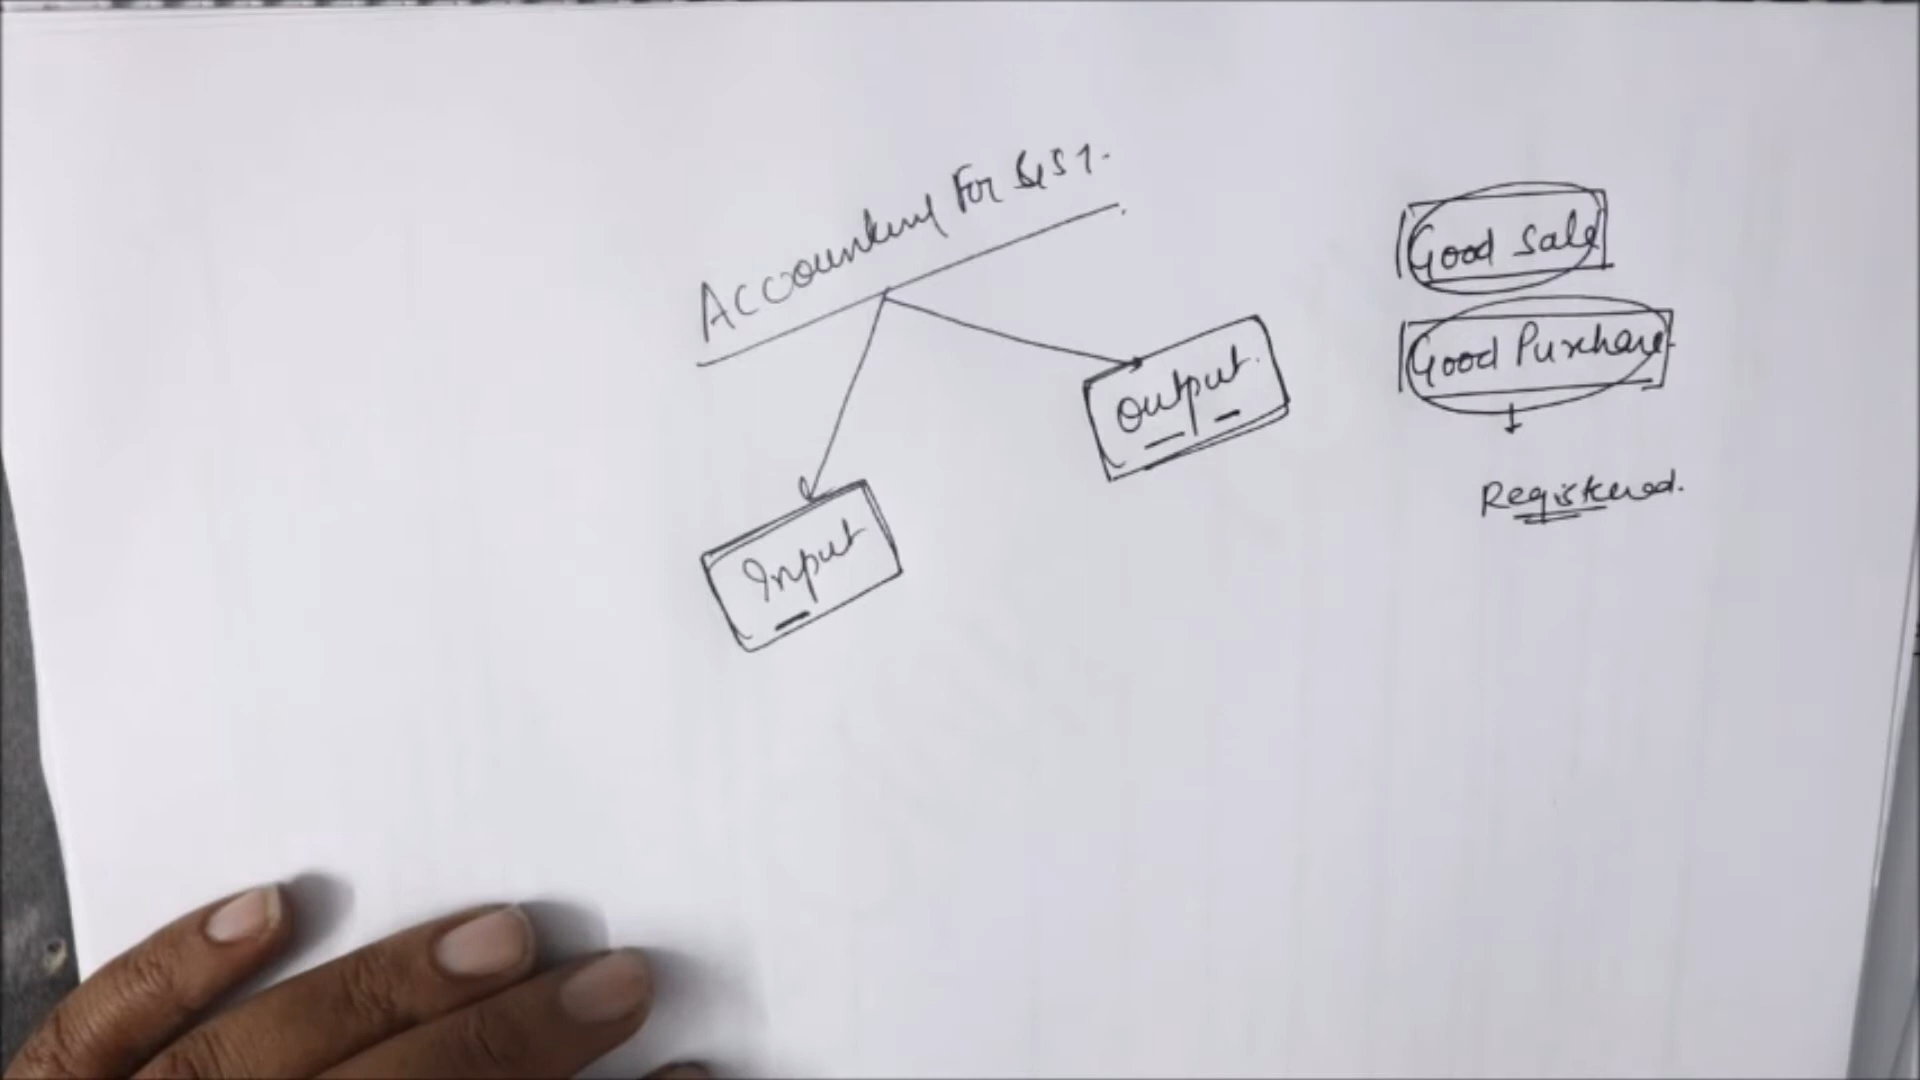 Accounting For GST.
Input
Output.
Good Sale
Good Purchase
Registered.